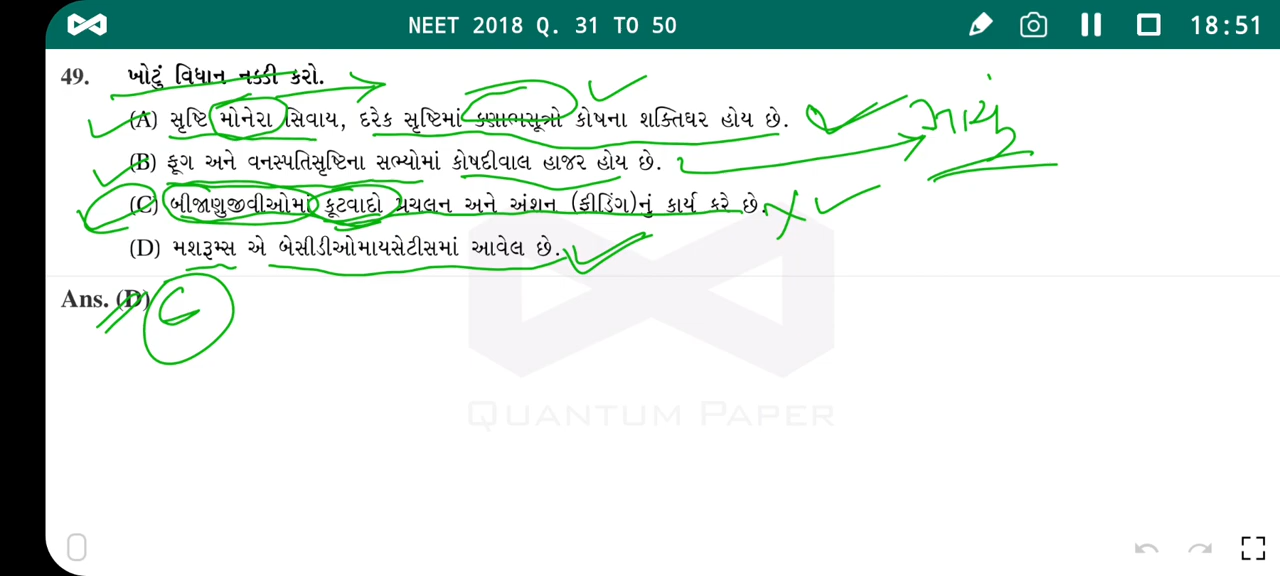 NEET 2018 Q. 31 TO 50
18:51
49. ખોટું વિધાન નક્કી કરો.
(A) સૃષ્ટિ મોનેરા સિવાય, દરેક સૃષ્ટિમાં કણાભસૂત્રો કોષના શક્તિઘર હોય છે.
સાચું
(B) ફૂગ અને વનસ્પતિસૃષ્ટિના સભ્યોમાં કોષદીવાલ હાજર હોય છે.
(C) બીજાણુજીવીઓમાં કૂટવાદો પ્રચલન અને અંશન (ફીડિંગ)નું કાર્ય કરે છે.
(D) મશરૂમ્સ એ બેસીડીઓમાયસેટીસમાં આવેલ છે.
Ans. (D) C
QUANTUM PAPER